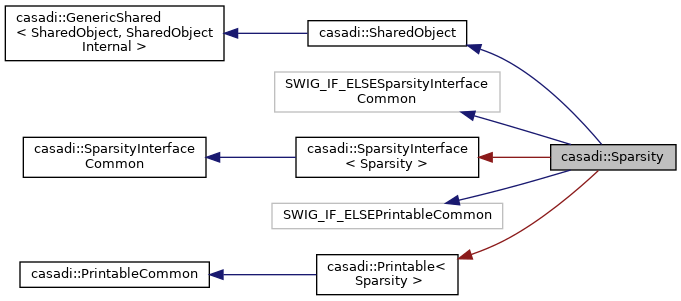 casadi::GenericShared
< SharedObject, SharedObject
Internal >
casadi::SharedObject
SWIG_IF_ELSESparsityInterface
Common
casadi::SparsityInterface
Common
casadi::SparsityInterface
< Sparsity >
casadi::Sparsity
SWIG_IF_ELSEPrintableCommon
casadi::PrintableCommon
casadi::Printable<
Sparsity >